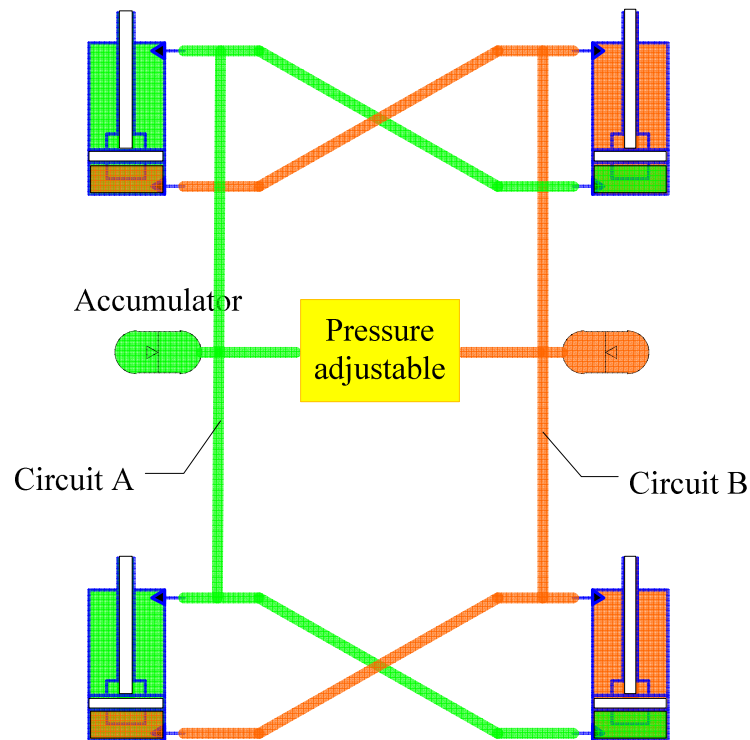 Accumulator
Pressure
adjustable
Circuit A
Circuit B